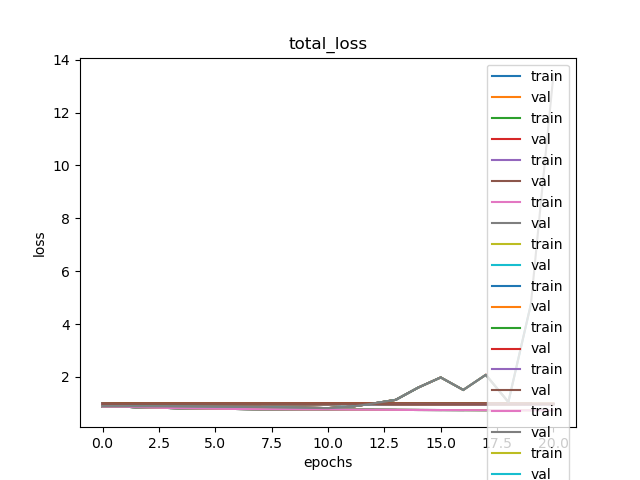 total_loss
14
12
10
8
6
4
2
loss
0.0
2.5
5.0
7.5
10.0
12.5
15.0
17.5
20.0
epochs
train
val
train
val
train
val
train
val
train
val
train
val
train
val
train
val
train
val
train
val